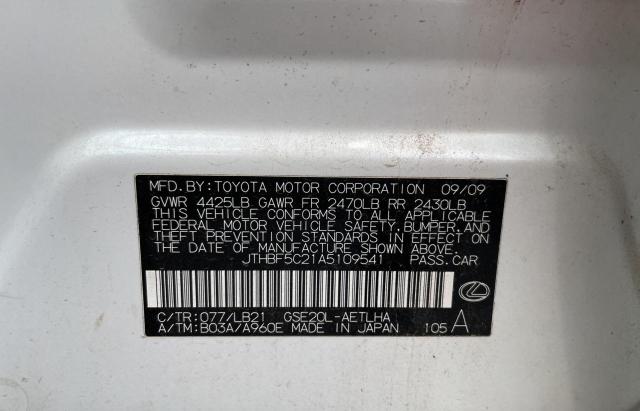 MFD. BY: TOYOTA MOTOR CORPORATION 09/09
GVWR 4425LB GAWR FR 2470LB RR 2430LB
THIS VEHICLE CONFORMS TO ALL APPLICABLE
FEDERAL MOTOR VEHICLE SAFETY, BUMPER, AND
THEFT PREVENTION STANDARDS IN EFFECT ON THE
DATE OF MANUFACTURE SHOWN ABOVE.
JTHBF5C21A5109541 PASS. CAR
C/TR: 077/LB21 GSE20L-AETLHA
A/TM: B03A/A960E MADE IN JAPAN 105 A